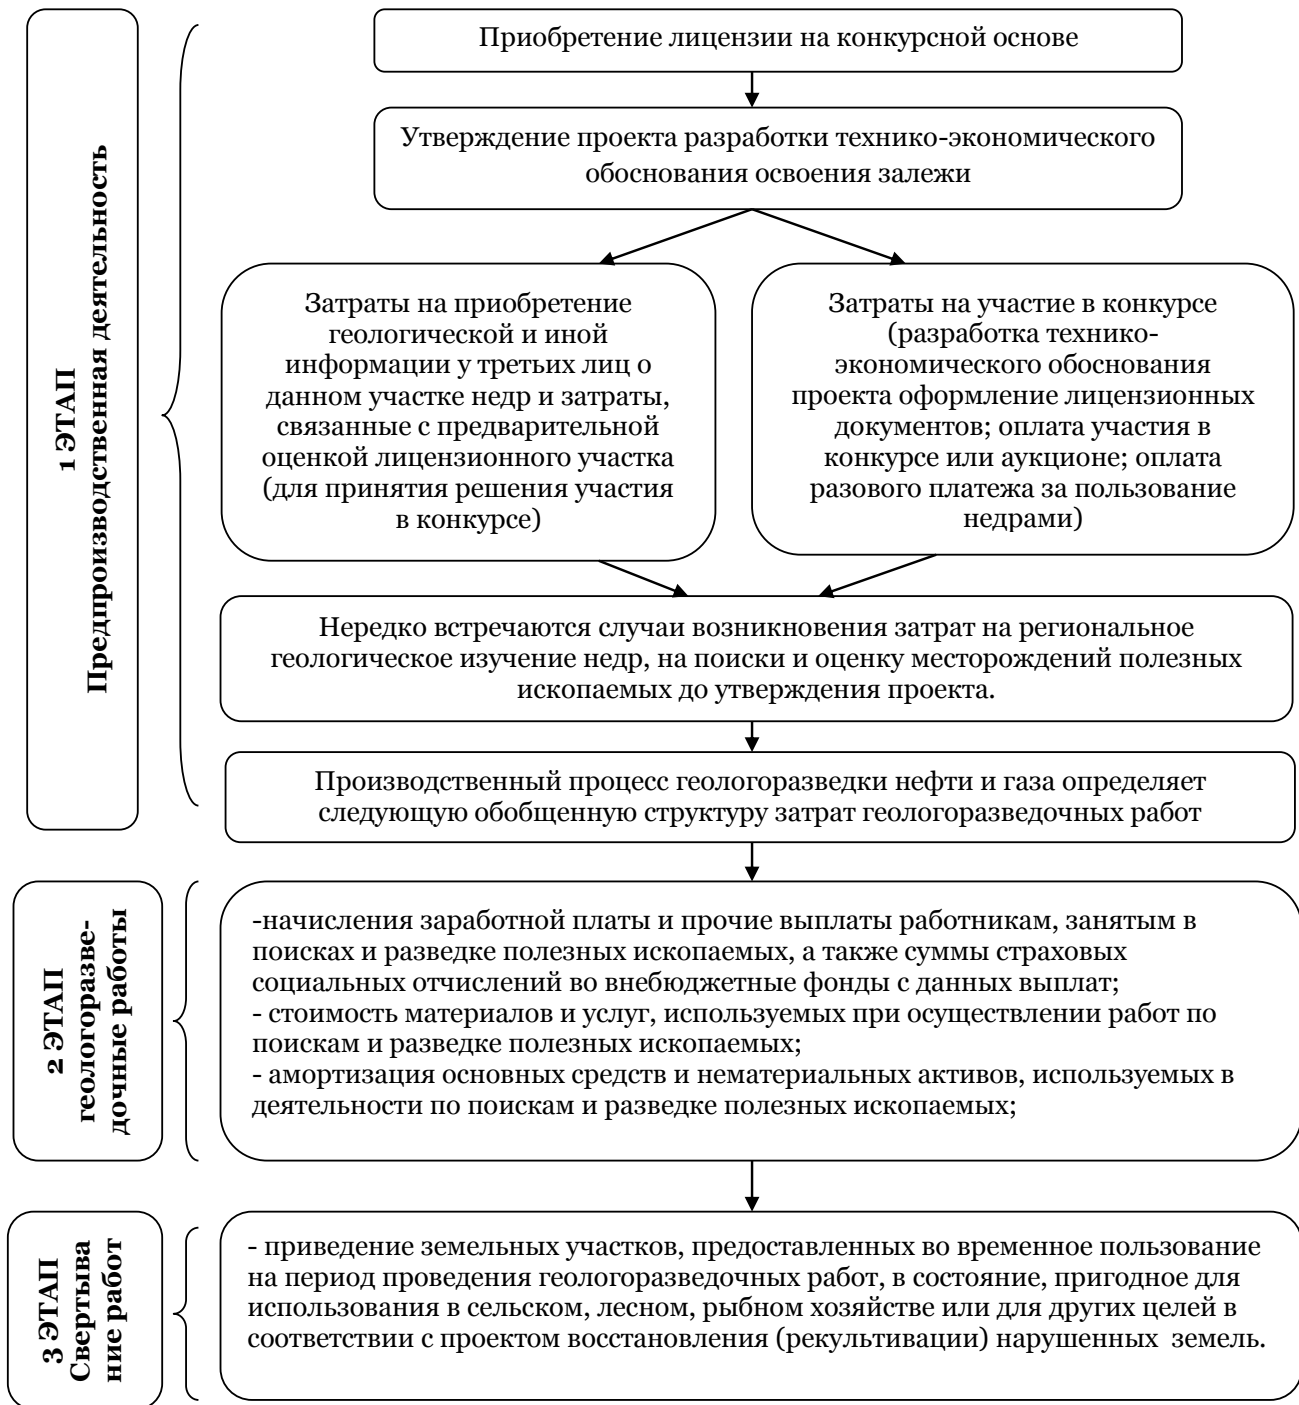 1 ЭТАП
Предпроизводственная деятельность
Приобретение лицензии на конкурсной основе
Утверждение проекта разработки технико-экономического
обоснования освоения залежи
Затраты на приобретение
геологической и иной
информации у третьих лиц о
данном участке недр и затраты,
связанные с предварительной
оценкой лицензионного участка
(для принятия решения участия
в конкурсе)
Затраты на участие в конкурсе
(разработка технико-
экономического обоснования
проекта оформление лицензионных
документов; оплата участия в
конкурсе или аукционе; оплата
разового платежа за пользование
недрами)
Нередко встречаются случаи возникновения затрат на региональное
геологическое изучение недр, на поиски и оценку месторождений полезных
ископаемых до утверждения проекта.
Производственный процесс геологоразведки нефти и газа определяет
следующую обобщенную структуру затрат геологоразведочных работ
2 ЭТАП
геологоразве-
дочные работы
-начисления заработной платы и прочие выплаты работникам, занятым в
поисках и разведке полезных ископаемых, а также суммы страховых
социальных отчислений во внебюджетные фонды с данных выплат;
- стоимость материалов и услуг, используемых при осуществлении работ по
поискам и разведке полезных ископаемых;
- амортизация основных средств и нематериальных активов, используемых в
деятельности по поискам и разведке полезных ископаемых;
3 ЭТАП
Свертыва
ние работ
- приведение земельных участков, предоставленных во временное пользование
на период проведения геологоразведочных работ, в состояние, пригодное для
использования в сельском, лесном, рыбном хозяйстве или для других целей в
соответствии с проектом восстановления (рекультивации) нарушенных земель.